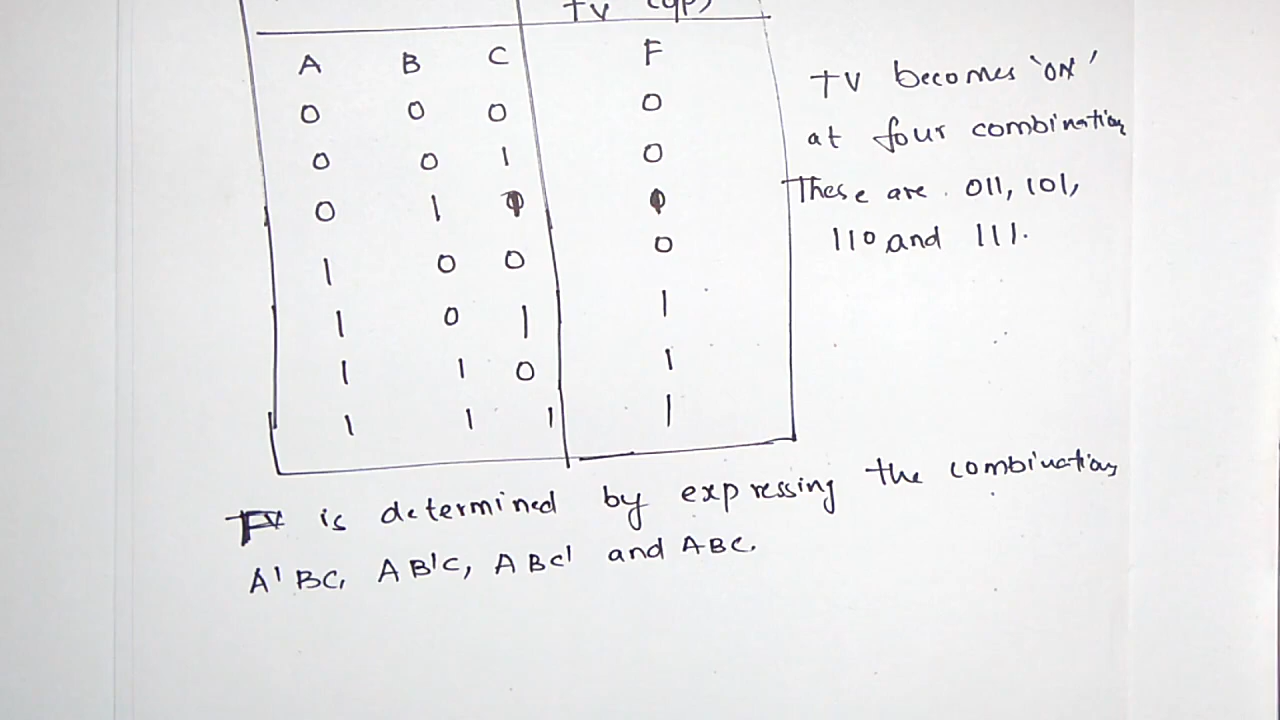 TV (op)
A B C F
0 0 0 0
0 0 1 0
0 1
1 0 0 0
1 0 1 1
1 1 0 1
1 1 1 1
TV becomes 'ON'
at four combination
These are 011, 101,
110 and 111.
F is determined by expressing the combinations
A' BC, AB'C, ABC' and ABC.